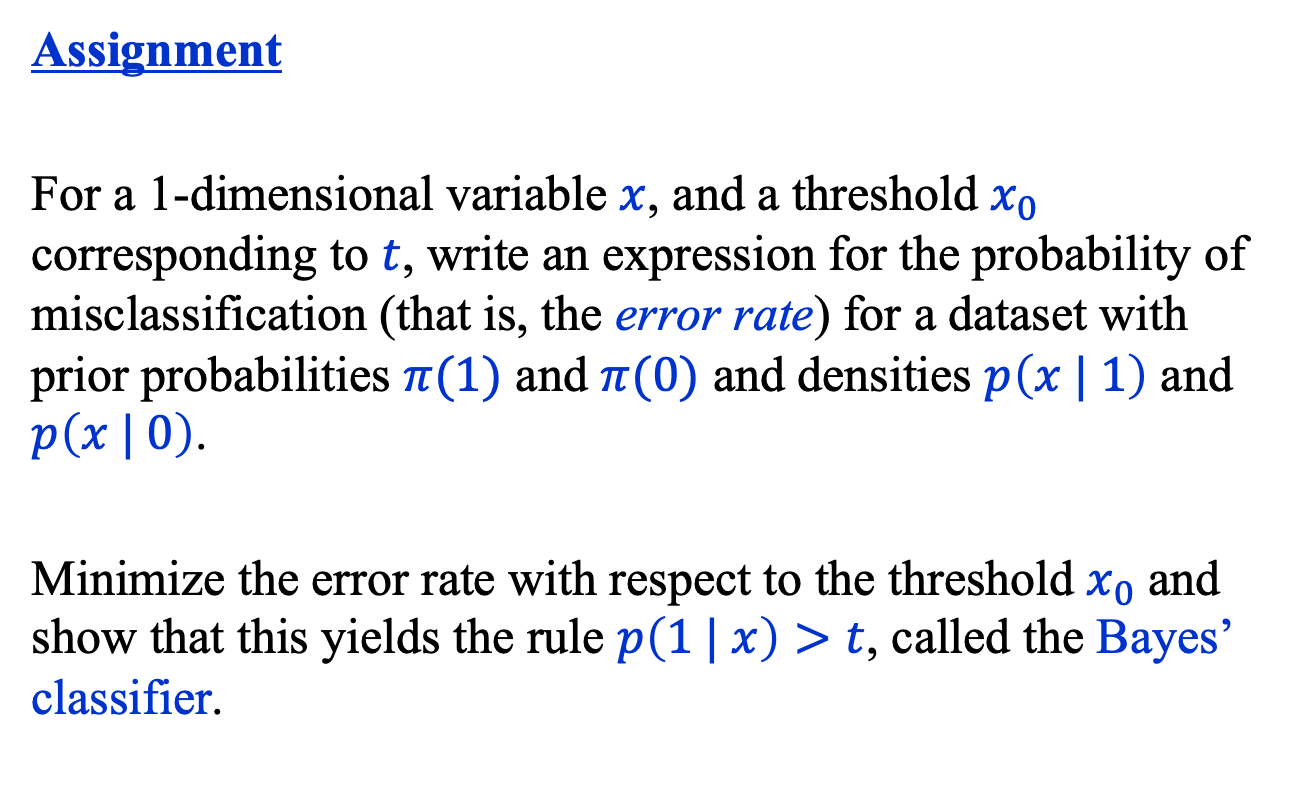 Assignment
For a 1-dimensional variable x, and a threshold x₀
corresponding to t, write an expression for the probability of
misclassification (that is, the error rate) for a dataset with
prior probabilities π(1) and π(0) and densities p(x | 1) and
p(x | 0).
Minimize the error rate with respect to the threshold x₀ and
show that this yields the rule p(1 | x) > t, called the Bayes’
classifier.